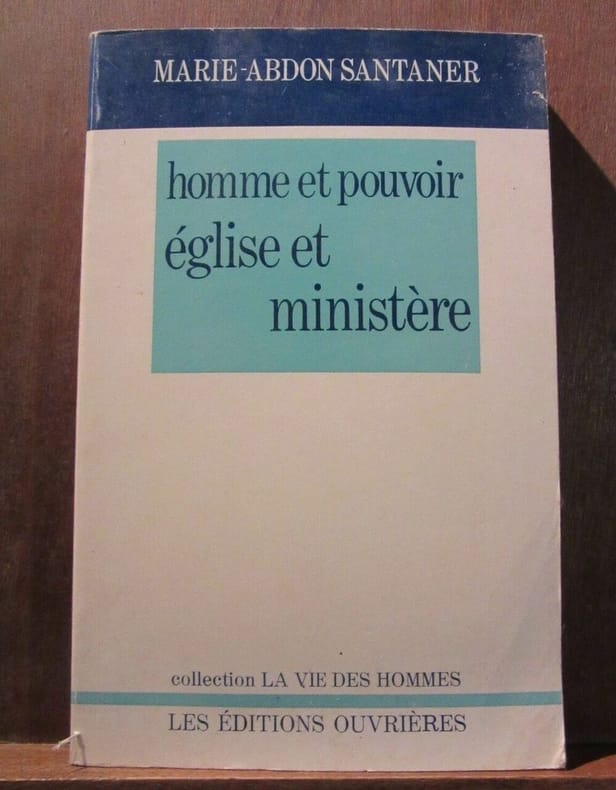 MARIE-ABDON SANTANER
homme et pouvoir
église et
ministère
collection LA VIE DES HOMMES
LES ÉDITIONS OUVRIÈRES